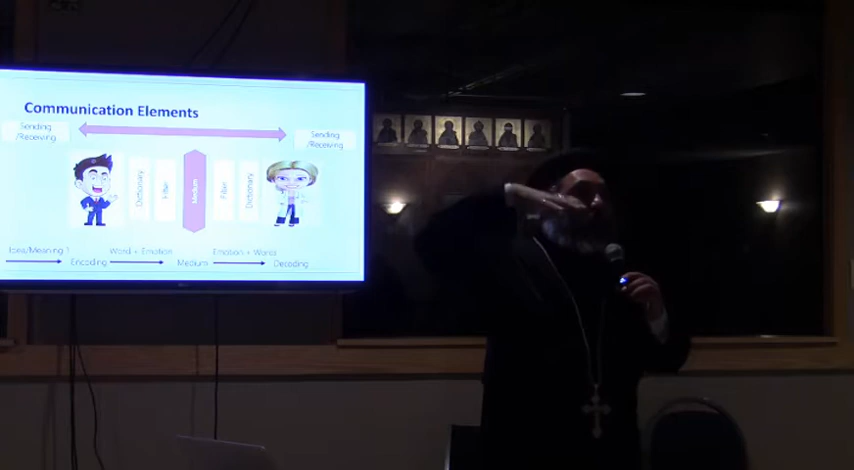 Communication Elements
Sending
/Receiving
Sending
/Receiving
Dictionary
Filter
Medium
Filter
Dictionary
Idea/Meaning ?
Word + Emotion
Emotion + Words
Encoding
Medium
Decoding